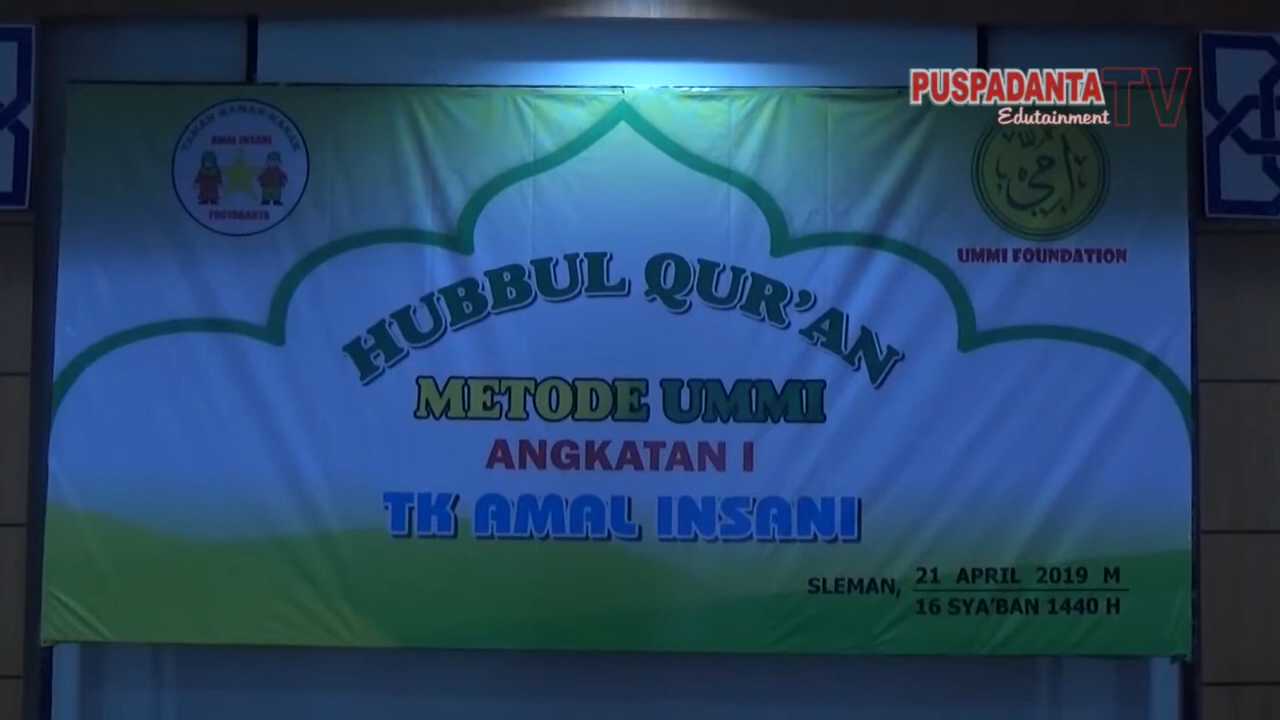 PUSPADANTA TV
Edutainment
TAMAN KANAK-KANAK
AMAL INSANI
YOGYAKARTA
أمي
UMMI FOUNDATION
HUBBUL QUR'AN
METODE UMMI
ANGKATAN I
TK AMAL INSANI
SLEMAN, 21 APRIL 2019 M
16 SYA'BAN 1440 H